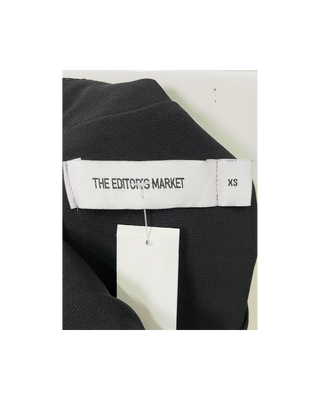 THE EDITOR'S MARKET
XS